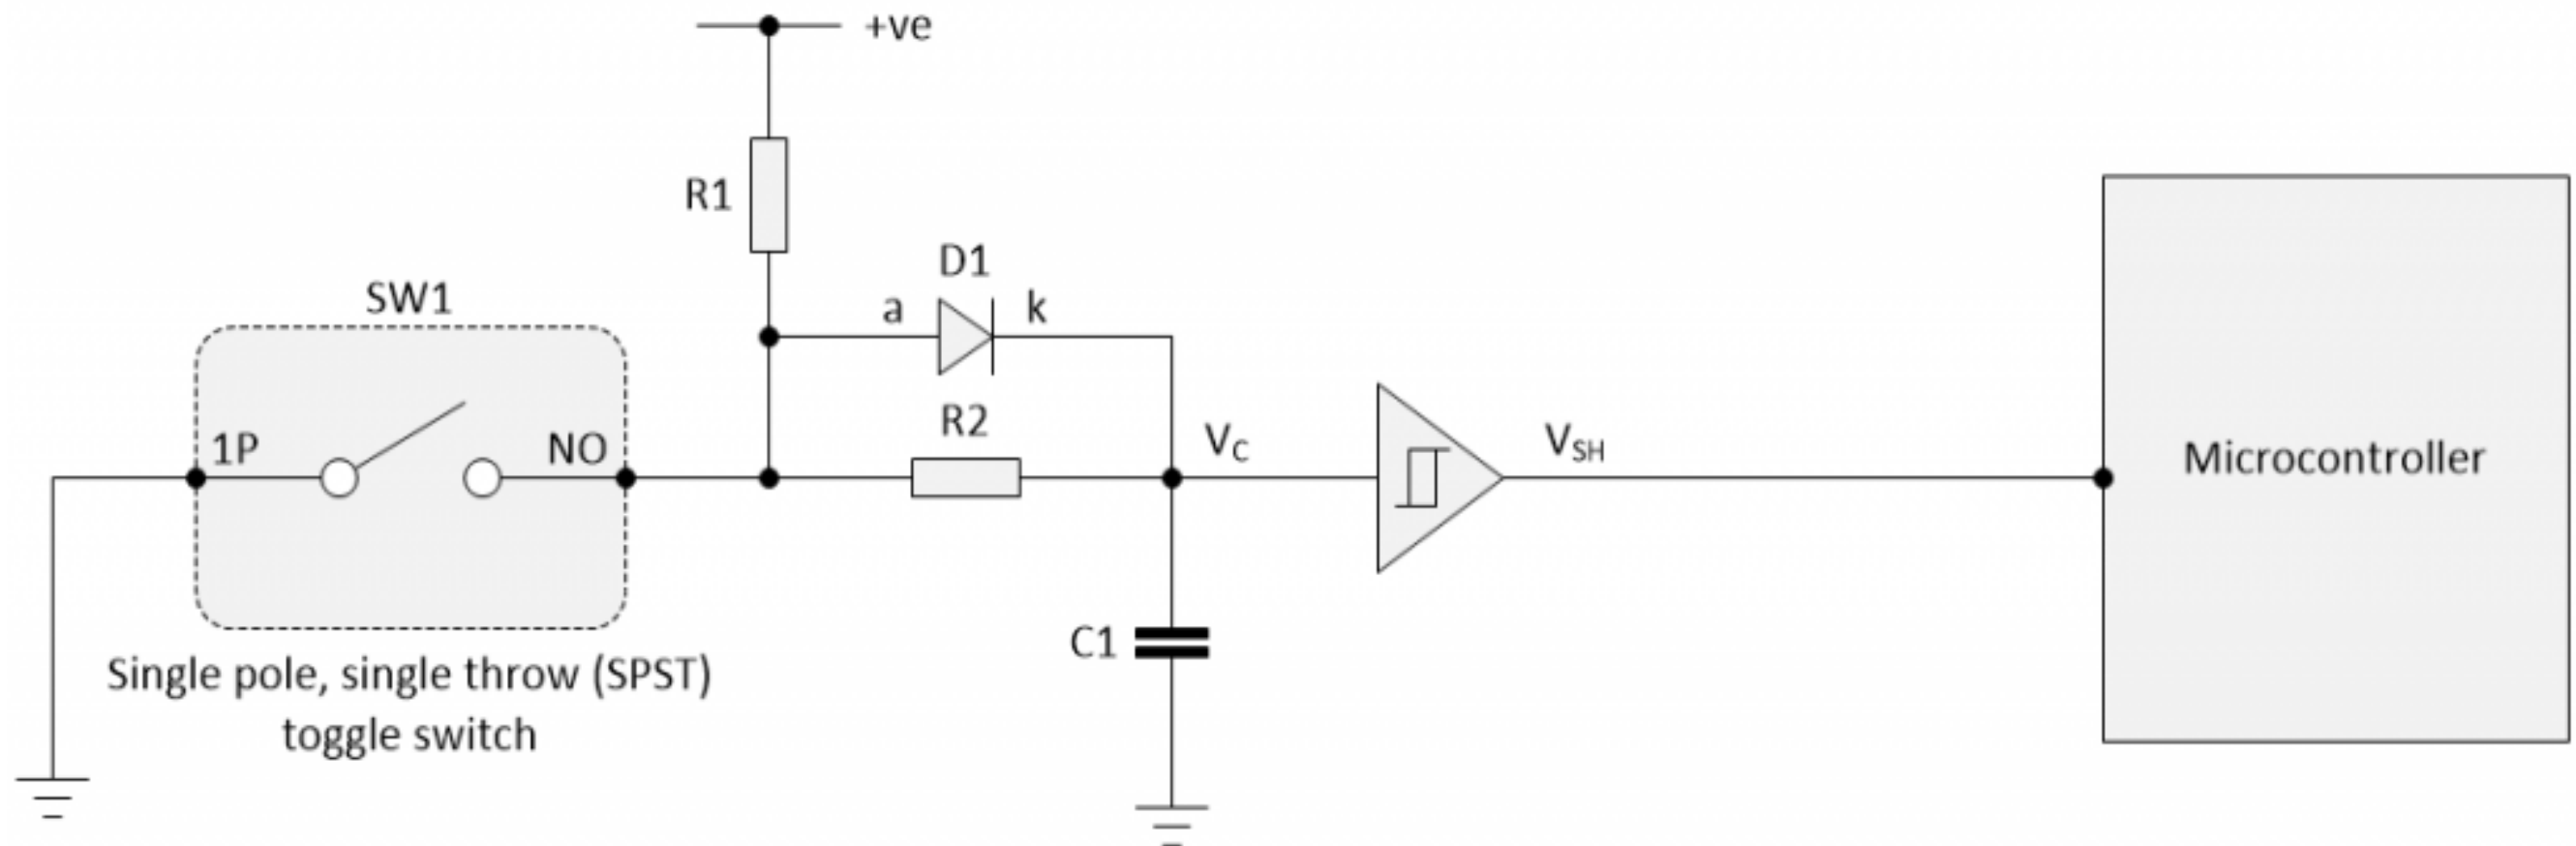 +ve
R1
D1
a
k
SW1
R2
1P
NO
VC
VSH
Microcontroller
C1
Single pole, single throw (SPST)
toggle switch